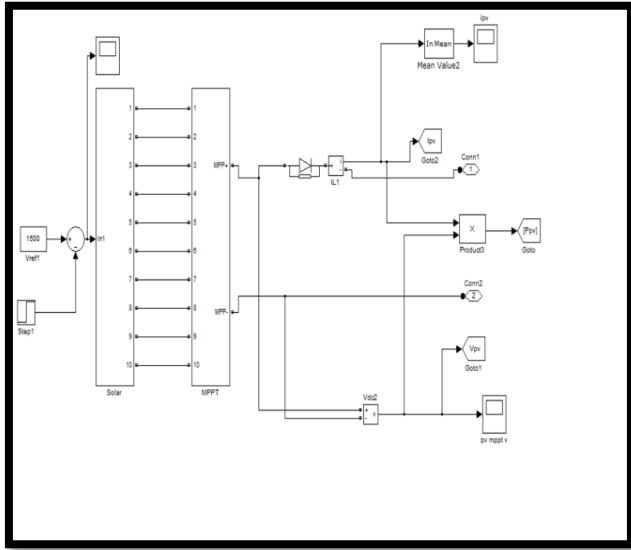 ipv
In Mean
Mean Value2
1
2
3
4
5
6
7
8
9
10
In1
Solar
1
2
3
4
5
6
7
8
9
10
MPP+
MPP-
MPPT
1600
Vref1
Step1
i
+
-
IL1
Ipv
Goto2
Conn1
1
X
Product3
[Ppv]
Goto
Conn2
2
Vpv
Goto1
Vdc2
+
-
v
pv mppt v